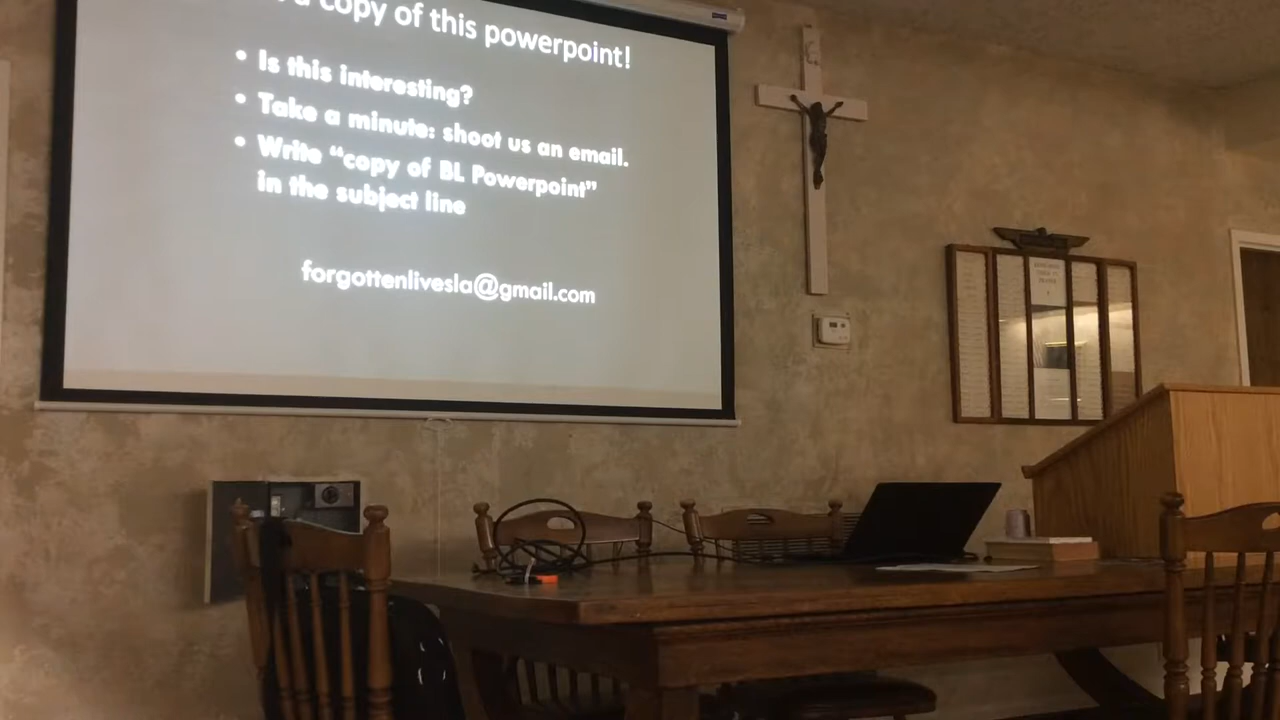 a copy of this powerpoint!
• Is this interesting?
• Take a minute: shoot us an email.
• Write “copy of BL Powerpoint”
in the subject line
forgottenlivesla@gmail.com